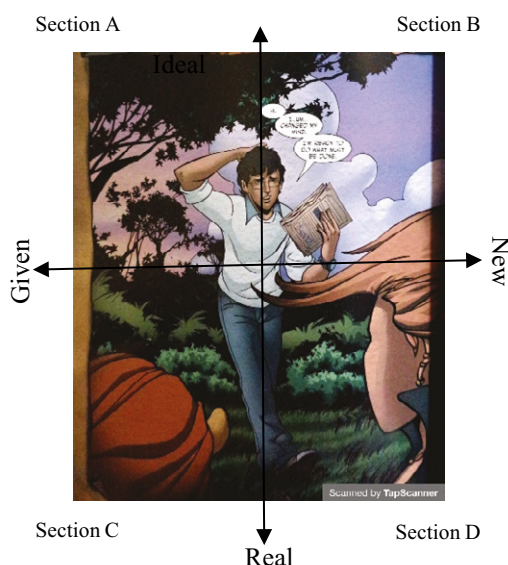 Section A
Section B
Ideal
I...
I...UM...
CHANGED MY
MIND.
I'M READY TO
DO WHAT MUST
BE DONE.
Given
New
Scanned by TapScanner
Section C
Section D
Real